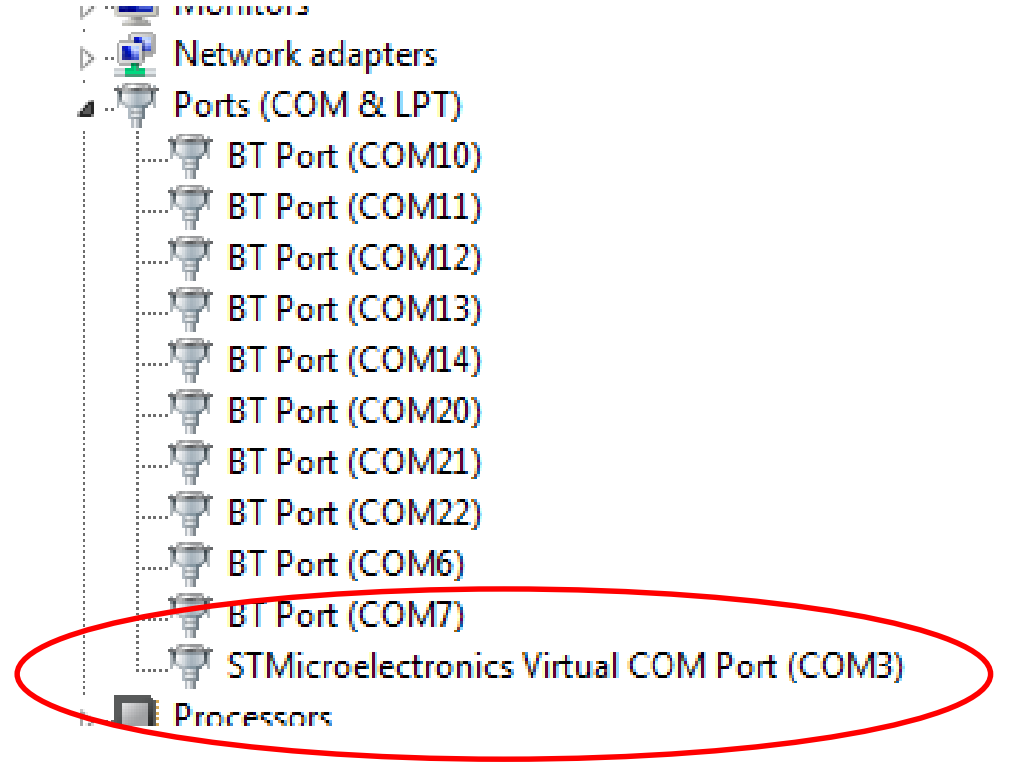 Monitors
Network adapters
Ports (COM & LPT)
BT Port (COM10)
BT Port (COM11)
BT Port (COM12)
BT Port (COM13)
BT Port (COM14)
BT Port (COM20)
BT Port (COM21)
BT Port (COM22)
BT Port (COM6)
BT Port (COM7)
STMicroelectronics Virtual COM Port (COM3)
Processors